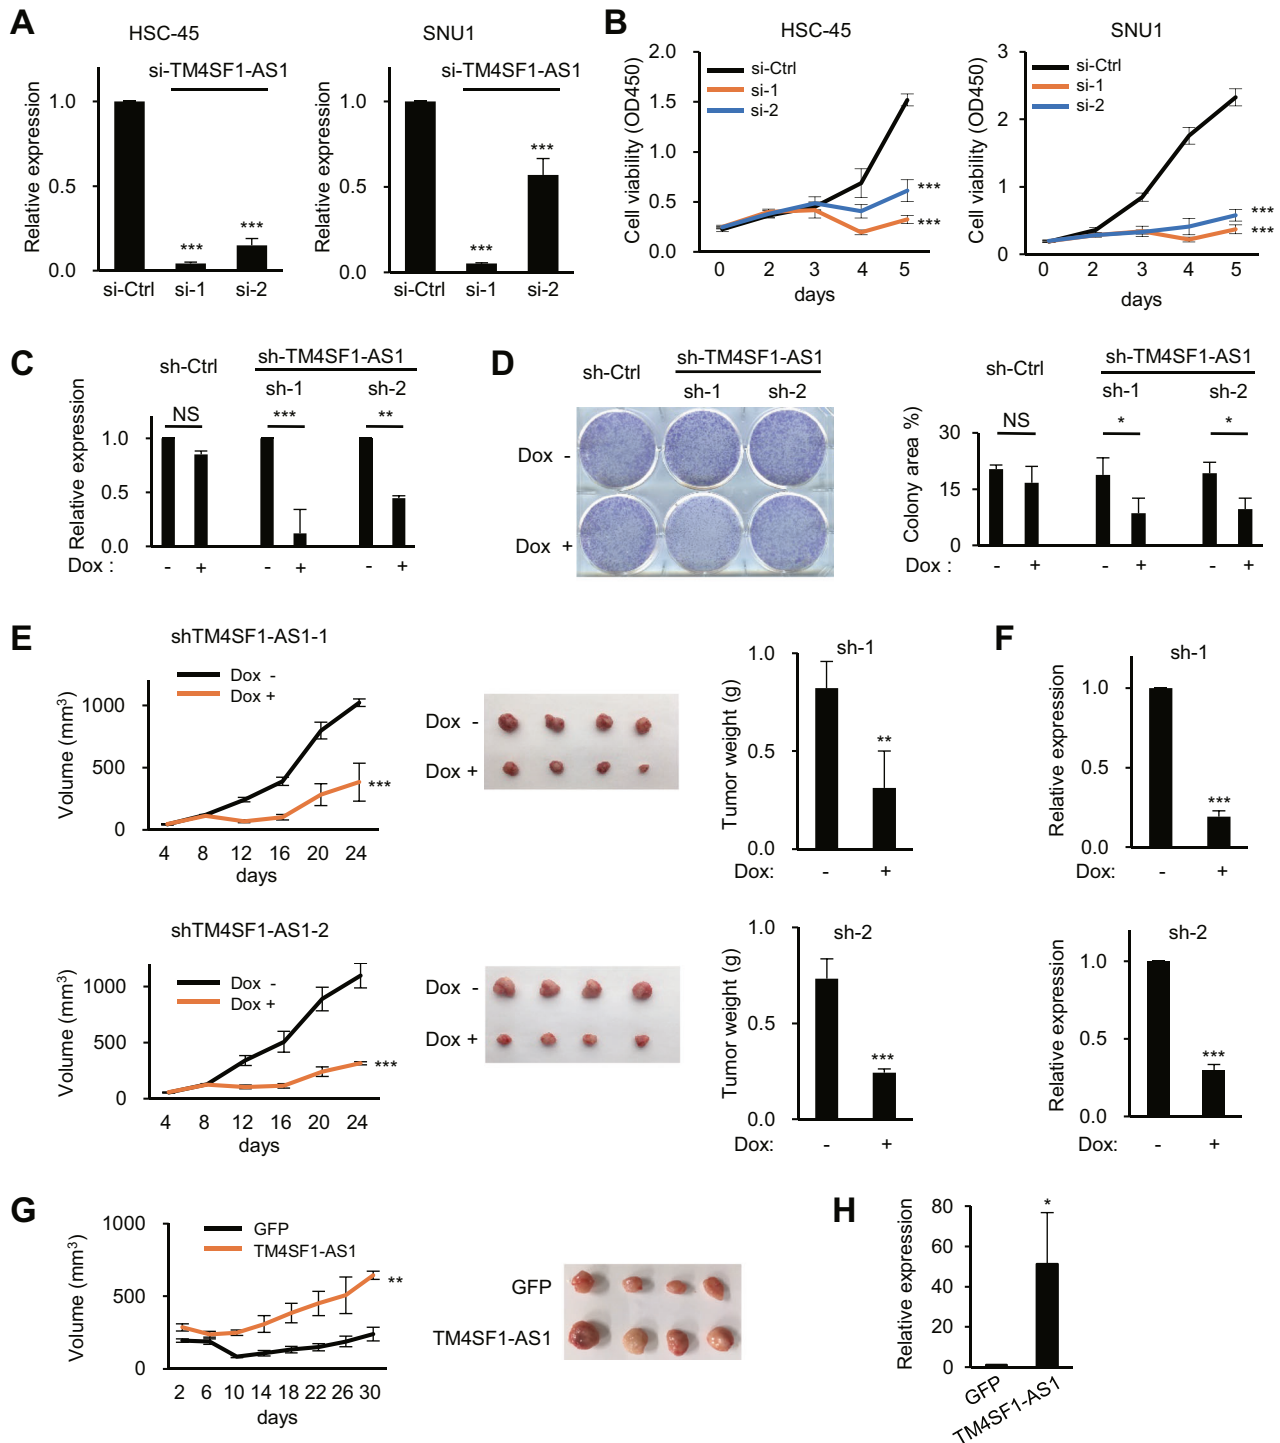 A
HSC-45
si-TM4SF1-AS1
Relative expression
1.0
0.5
0.0
***
***
si-Ctrl si-1 si-2
SNU1
si-TM4SF1-AS1
Relative expression
1.0
0.5
0.0
***
***
si-Ctrl si-1 si-2
B
HSC-45
Cell viability (OD450)
2.0
1.5
1.0
0.5
0.0
si-Ctrl
si-1
si-2
***
***
0 2 3 4 5
days
SNU1
Cell viability (OD450)
3
2
1
0
si-Ctrl
si-1
si-2
***
***
0 2 3 4 5
days
C
sh-Ctrl
sh-TM4SF1-AS1
sh-1 sh-2
NS *** **
Relative expression
1.0
0.5
0.0
Dox : - + - + - +
D
sh-Ctrl
sh-TM4SF1-AS1
sh-1 sh-2
Dox -
Dox +
sh-Ctrl
sh-TM4SF1-AS1
sh-1 sh-2
NS * *
Colony area %)
30
15
0
Dox : - + - + - +
E
shTM4SF1-AS1-1
Dox -
Dox +
Volume (mm3)
1000
500
0
***
4 8 12 16 20 24
days
Dox -
Dox +
sh-1
Tumor weight (g)
1.0
0.5
0.0
**
Dox: - +
shTM4SF1-AS1-2
Dox -
Dox +
Volume (mm3)
1000
500
0
***
4 8 12 16 20 24
days
Dox -
Dox +
sh-2
Tumor weight (g)
1.0
0.5
0.0
***
Dox: - +
F
sh-1
Relative expression
1.0
0.5
0.0
***
Dox: - +
sh-2
Relative expression
1.0
0.5
0.0
***
Dox: - +
G
GFP
TM4SF1-AS1
Volume (mm3)
1000
500
0
**
2 6 10 14 18 22 26 30
days
GFP
TM4SF1-AS1
H
Relative expression
80
60
40
20
0
*
GFP
TM4SF1-AS1